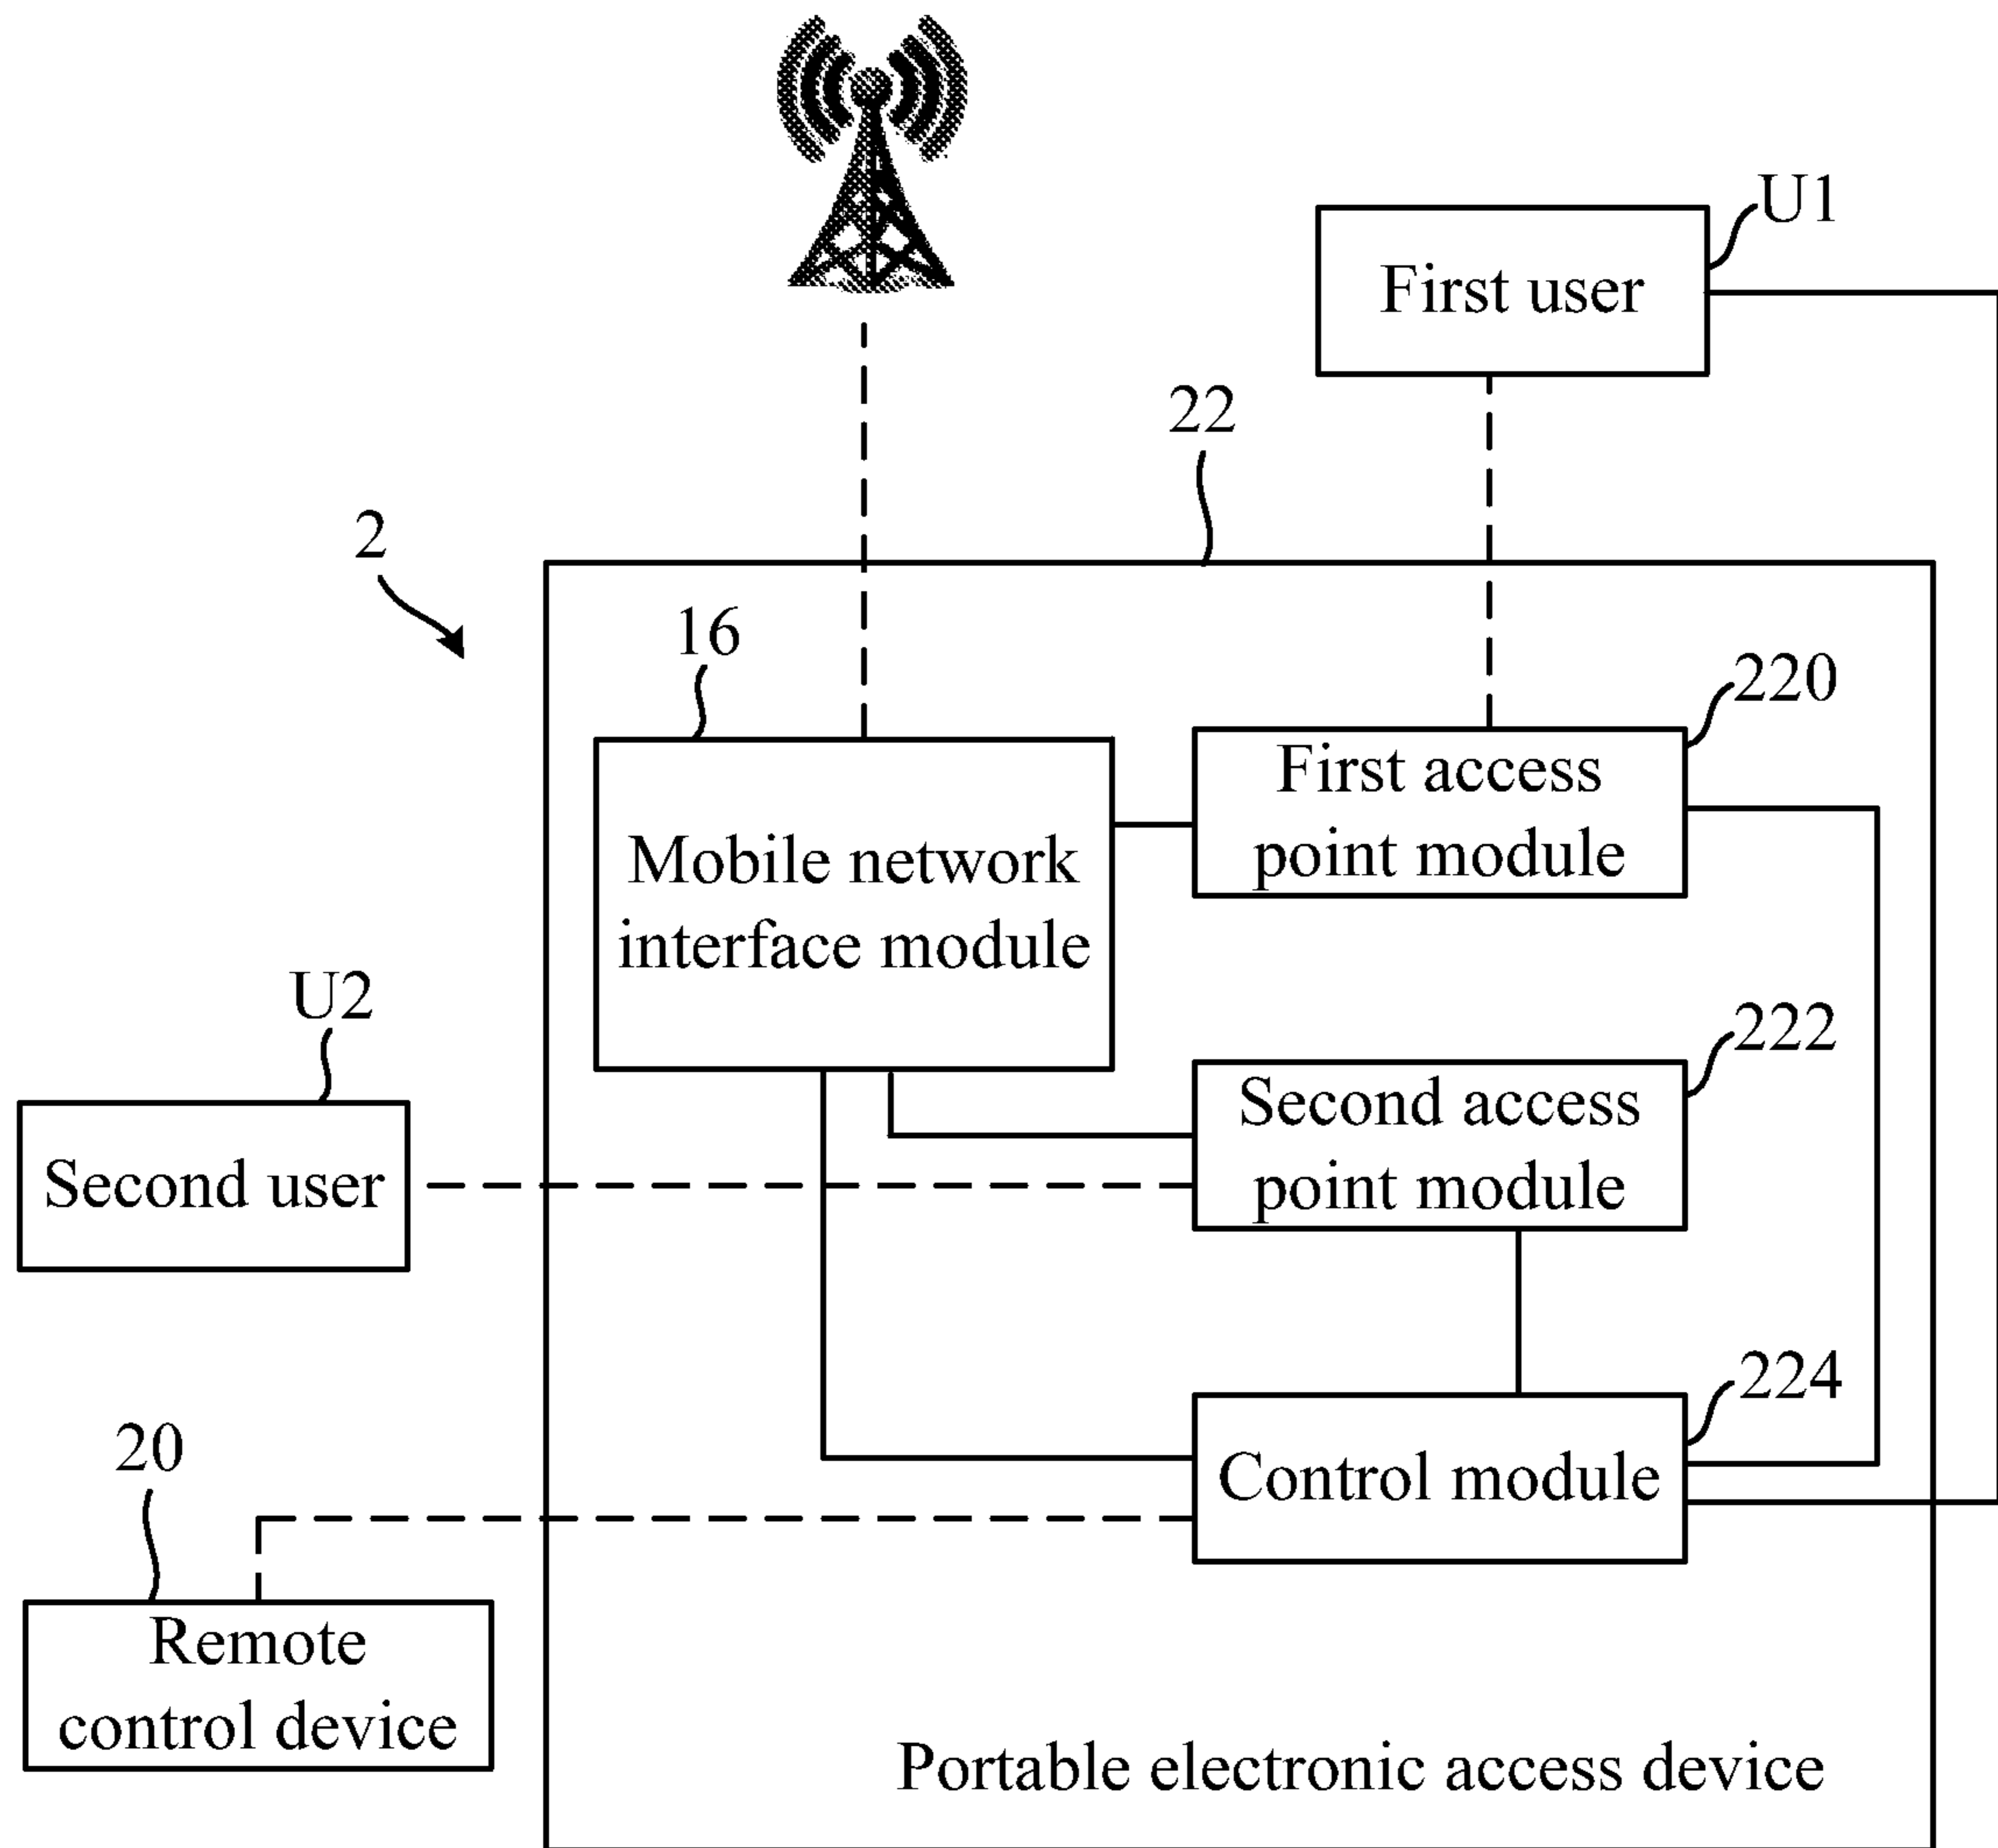 U1
First user
22
2
16
220
First access
point module
Mobile network
interface module
U2
222
Second access
point module
Second user
224
20
Control module
Remote
control device
Portable electronic access device